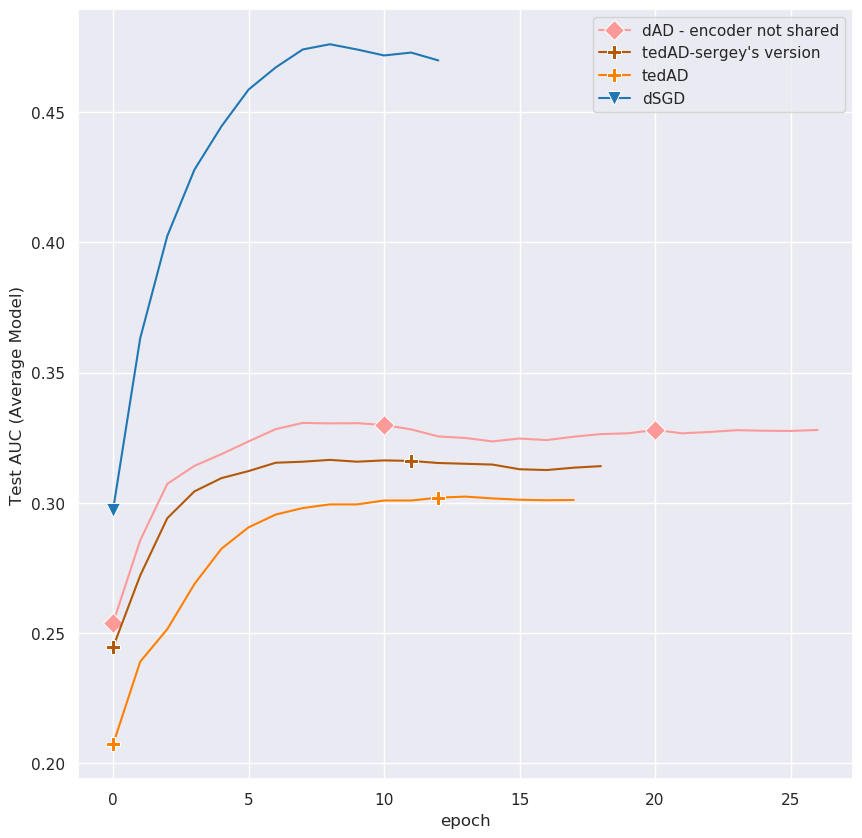 dAD - encoder not shared
tedAD-sergey's version
tedAD
dSGD
0.45
0.40
0.35
0.30
0.25
0.20
Test AUC (Average Model)
0 5 10 15 20 25
epoch